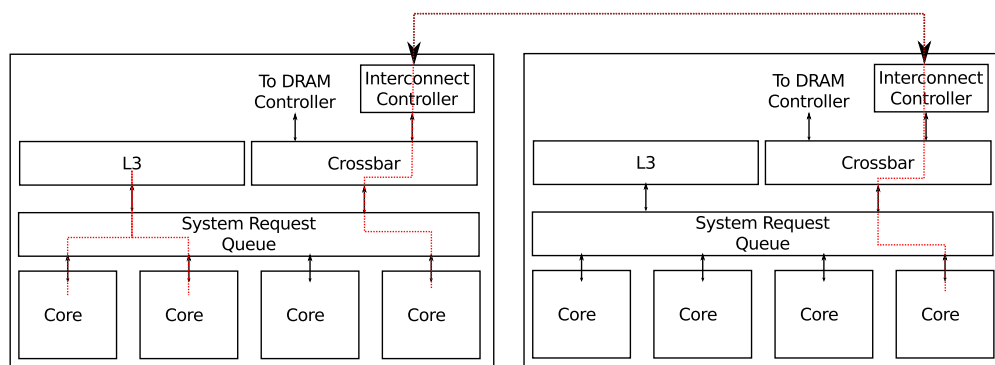 To DRAM
Controller
Interconnect
Controller
L3
Crossbar
System Request
Queue
Core
Core
Core
Core
To DRAM
Controller
Interconnect
Controller
L3
Crossbar
System Request
Queue
Core
Core
Core
Core